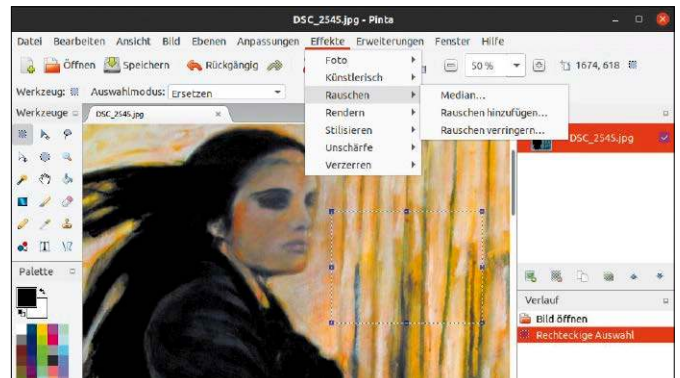 DSC_2545.jpg - Pinta
Datei Bearbeiten Ansicht Bild Ebenen Anpassungen Effekte Erweiterungen Fenster Hilfe
Öffnen Speichern Rückgängig 50 % 1674, 618
Werkzeug: Auswahlmodus: Ersetzen
Werkzeuge DSC_2545.jpg
Foto
Künstlerisch
Rauschen
Rendern
Stilisieren
Unschärfe
Verzerren
Median...
Rauschen hinzufügen...
Rauschen verringern...
DSC_2545.jpg
Palette
Verlauf
Bild öffnen
Rechteckige Auswahl